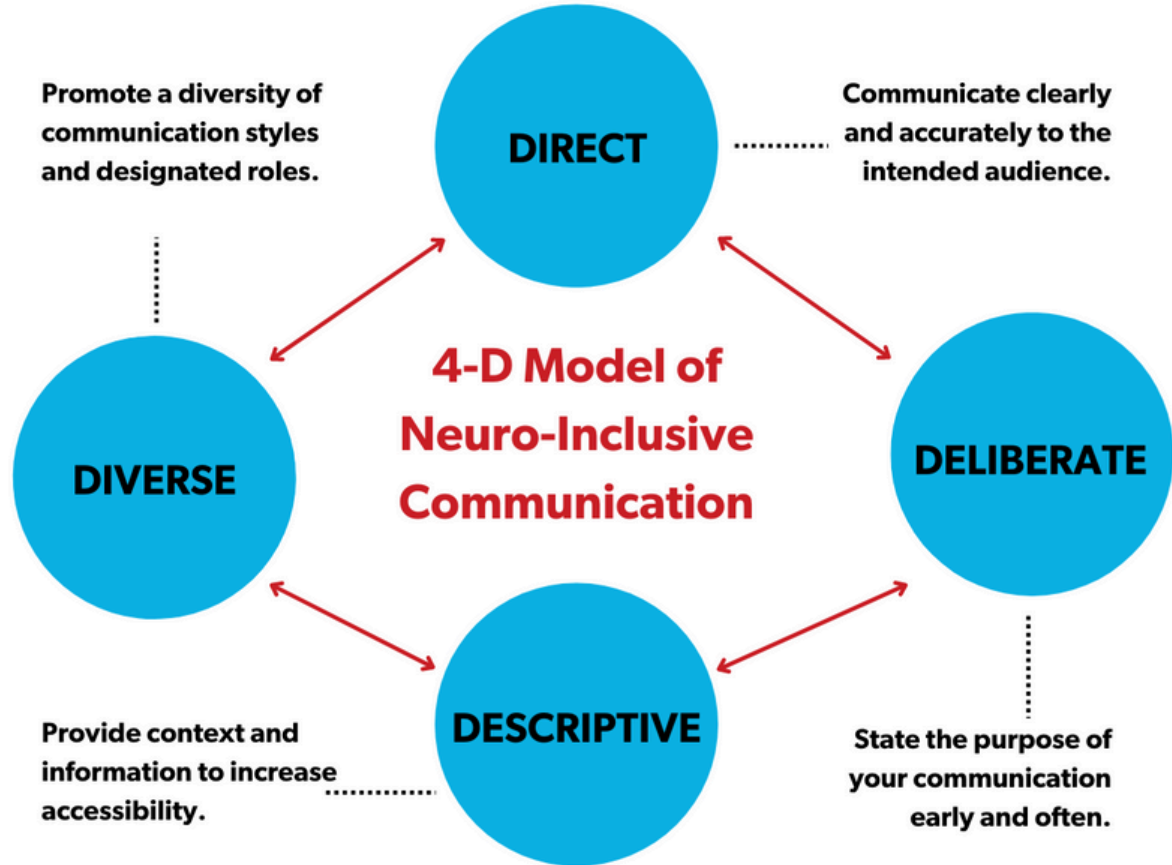 Promote a diversity of
communication styles
and designated roles.
DIRECT
Communicate clearly
and accurately to the
intended audience.
4-D Model of
Neuro-Inclusive
Communication
DIVERSE
DELIBERATE
DESCRIPTIVE
Provide context and
information to increase
accessibility.
State the purpose of
your communication
early and often.